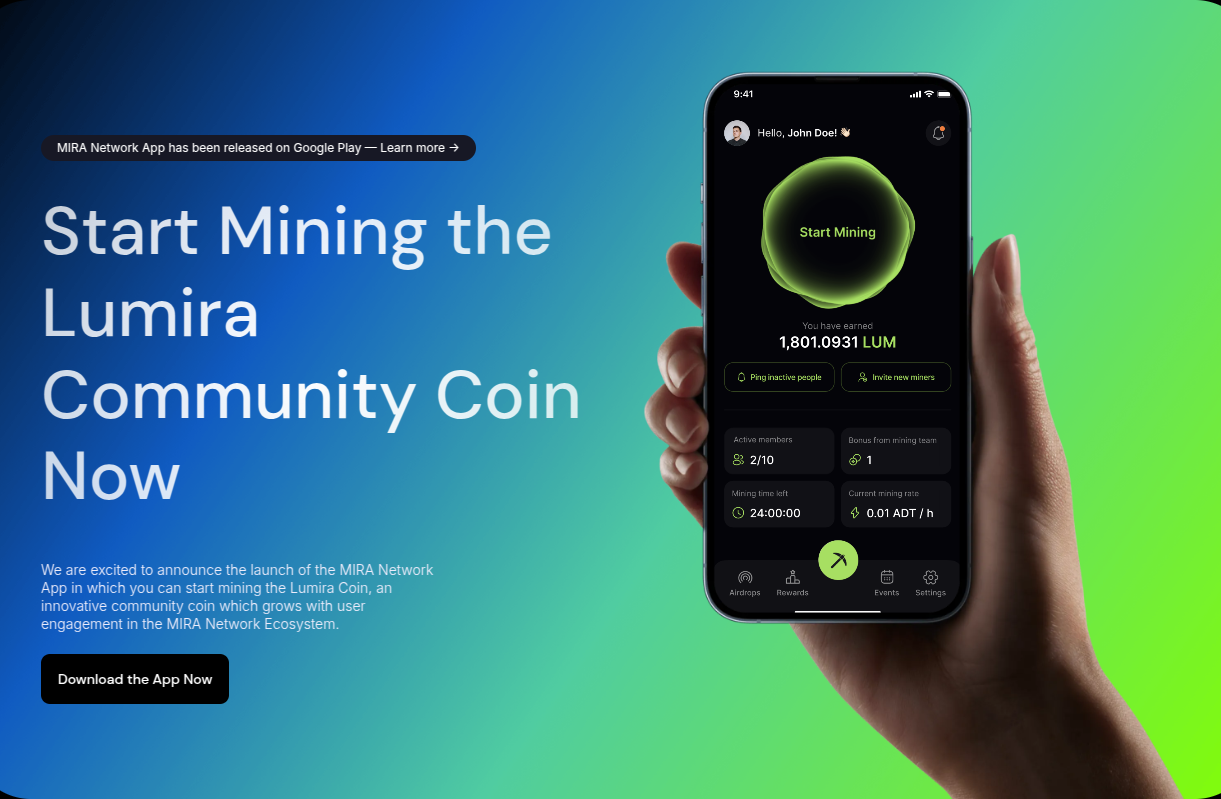 MIRA Network App has been released on Google Play — Learn more →
Start Mining the
Lumira
Community Coin
Now
We are excited to announce the launch of the MIRA Network
App in which you can start mining the Lumira Coin, an
innovative community coin which grows with user
engagement in the MIRA Network Ecosystem.
Download the App Now
9:41
Hello, John Doe! 👋🏻
Start Mining
You have earned
1,801.0931 LUM
Ping inactive people
Invite new miners
Active members
2/10
Bonus from mining team
1
Mining time left
24:00:00
Current mining rate
0.01 ADT / h
Airdrops
Rewards
Events
Settings